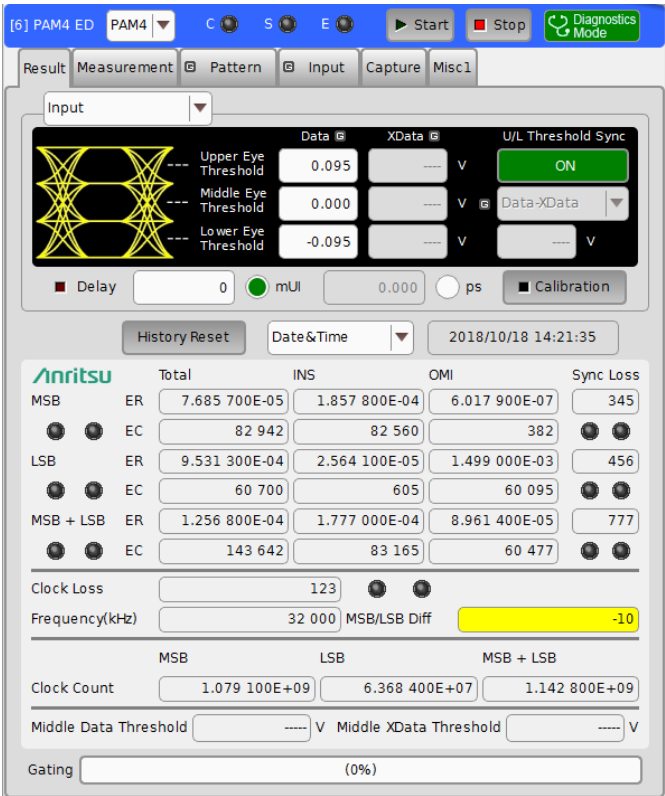 [6] PAM4 ED PAM4 C S E Start Stop Diagnostics Mode
Result Measurement G Pattern G Input Capture Misc1
Input
Data G XData G U/L Threshold Sync
Upper Eye Threshold 0.095 ---- V ON
Middle Eye Threshold 0.000 ---- V G Data-XData
Lower Eye Threshold -0.095 ---- V ---- V
Delay 0 mUI 0.000 ps Calibration
History Reset Date&Time 2018/10/18 14:21:35
Anritsu Total INS OMI Sync Loss
MSB ER 7.685 700E-05 1.857 800E-04 6.017 900E-07 345
EC 82 942 82 560 382
LSB ER 9.531 300E-04 2.564 100E-05 1.499 000E-03 456
EC 60 700 605 60 095
MSB + LSB ER 1.256 800E-04 1.777 000E-04 8.961 400E-05 777
EC 143 642 83 165 60 477
Clock Loss 123
Frequency(kHz) 32 000 MSB/LSB Diff -10
MSB LSB MSB + LSB
Clock Count 1.079 100E+09 6.368 400E+07 1.142 800E+09
Middle Data Threshold ----- V Middle XData Threshold ----- V
Gating (0%)